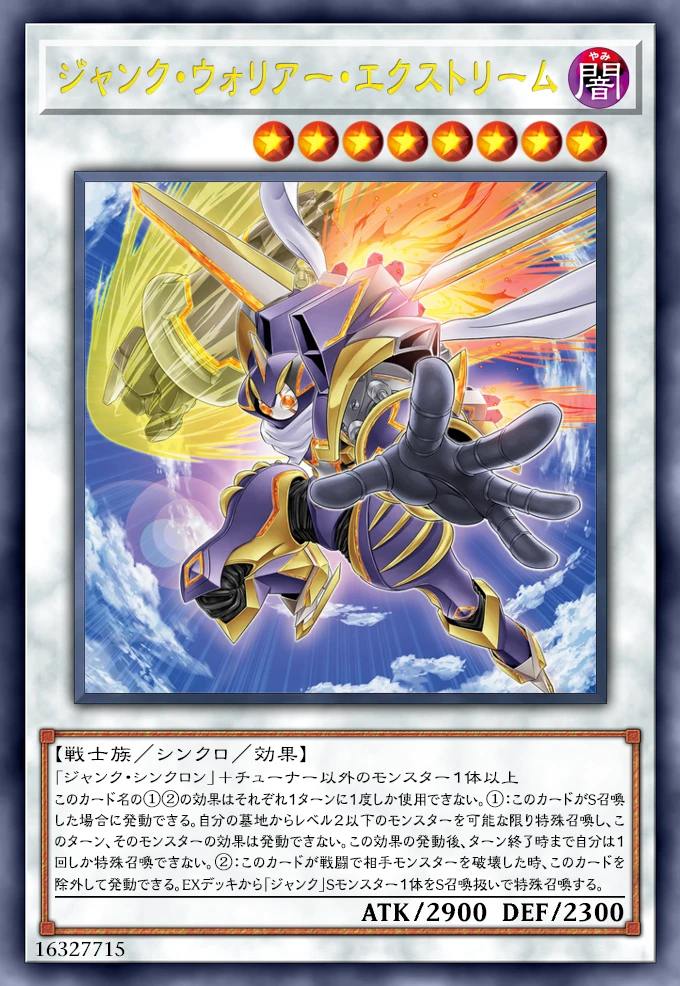 ジャンク・ウォリアー・エクストリーム
やみ
闇
【戦士族／シンクロ／効果】
「ジャンク・シンクロン」＋チューナー以外のモンスター１体以上
このカード名の①②の効果はそれぞれ１ターンに１度しか使用できない。①：このカードがS召喚
した場合に発動できる。自分の墓地からレベル２以下のモンスターを可能な限り特殊召喚し、こ
のターン、そのモンスターの効果は発動できない。この効果の発動後、ターン終了時まで自分は１
回しか特殊召喚できない。②：このカードが戦闘で相手モンスターを破壊した時、このカードを
除外して発動できる。EXデッキから「ジャンク」Sモンスター１体をS召喚扱いで特殊召喚する。
ATK/2900 DEF/2300
16327715